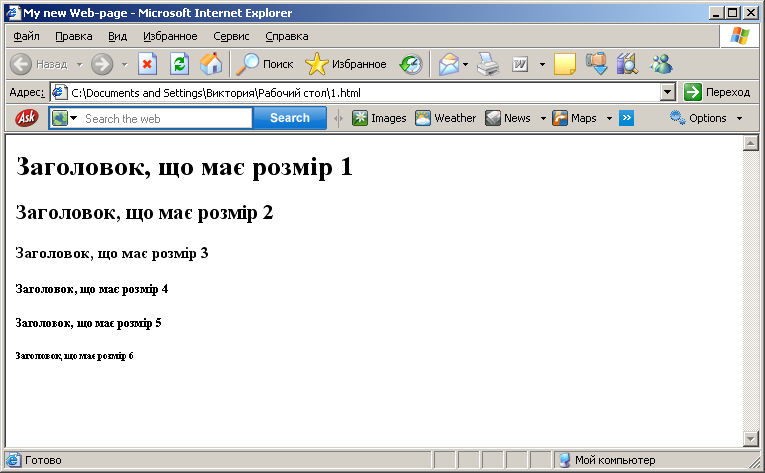 My new Web-page - Microsoft Internet Explorer
Файл Правка Вид Избранное Сервис Справка
Назад Поиск Избранное W
Адрес: C:\Documents and Settings\Виктория\Рабочий стол\1.html Переход
Ask Search the web Search Images Weather News Maps » Options
Заголовок, що має розмір 1
Заголовок, що має розмір 2
Заголовок, що має розмір 3
Заголовок, що має розмір 4
Заголовок, що має розмір 5
Заголовок, що має розмір 6
Готово Мой компьютер